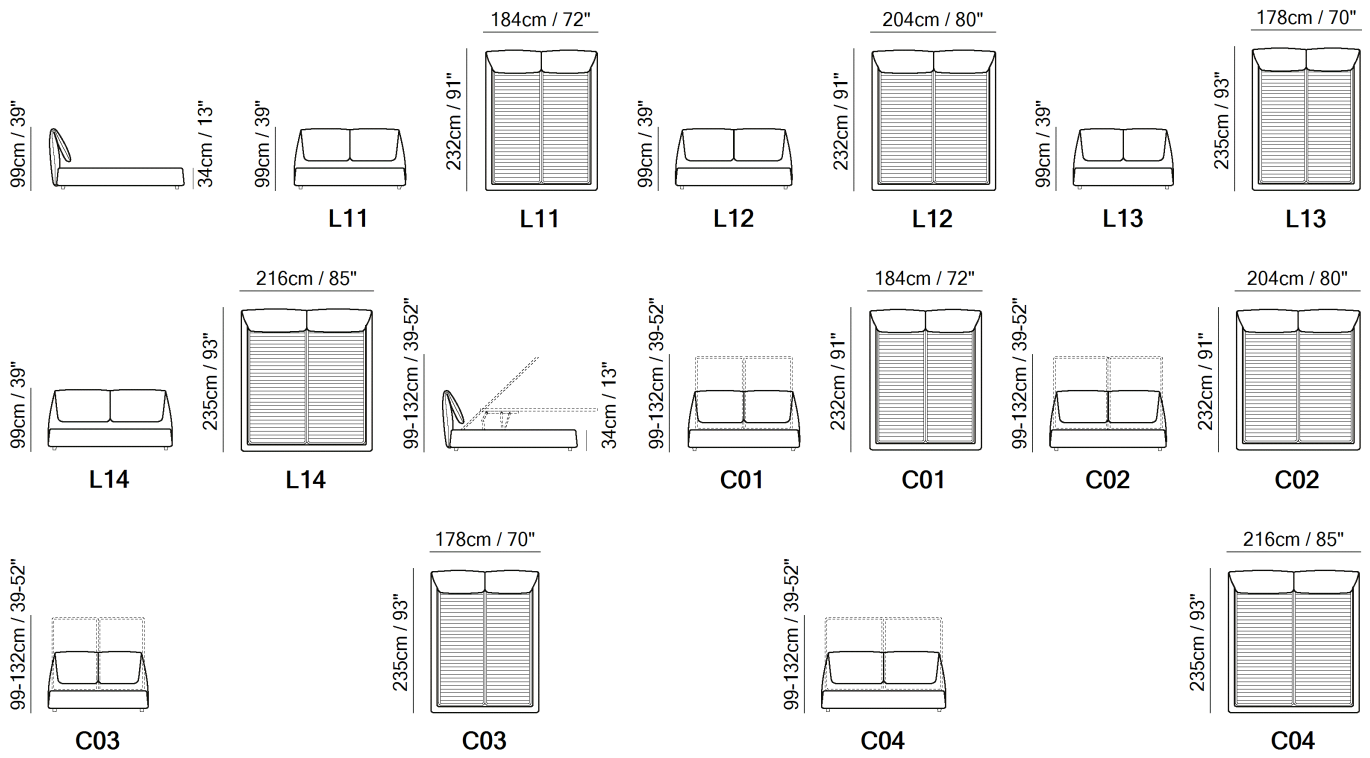 184cm / 72"
204cm / 80"
178cm / 70"
99cm / 39"
34cm / 13"
99cm / 39"
232cm / 91"
99cm / 39"
232cm / 91"
99cm / 39"
235cm / 93"
L11
L11
L12
L12
L13
L13
216cm / 85"
184cm / 72"
204cm / 80"
99cm / 39"
235cm / 93"
99-132cm / 39-52"
34cm / 13"
99-132cm / 39-52"
232cm / 91"
99-132cm / 39-52"
232cm / 91"
L14
L14
C01
C01
C02
C02
178cm / 70"
216cm / 85"
99-132cm / 39-52"
235cm / 93"
99-132cm / 39-52"
235cm / 93"
C03
C03
C04
C04